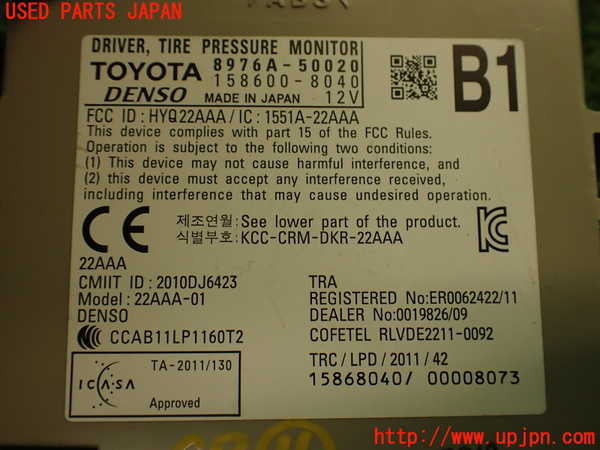 USED PARTS JAPAN
DRIVER, TIRE PRESSURE MONITOR
TOYOTA 8976A-50020
158600-8040
DENSO MADE IN JAPAN 12V
B1
FCC ID : HYQ22AAA / IC : 1551A-22AAA
This device complies with part 15 of the FCC Rules.
Operation is subject to the following two conditions:
(1) This device may not cause harmful interference, and
(2) this device must accept any interference received,
including interference that may cause undesired operation.
CE
제조연월: See lower part of the product.
식별부호: KCC-CRM-DKR-22AAA
22AAA
CMIIT ID : 2010DJ6423
Model : 22AAA-01
DENSO
CCAB11LP1160T2
TRA
REGISTERED No:ER0062422/11
DEALER No:0019826/09
COFETEL RLVDE2211-0092
TRC / LPD / 2011 / 42
15868040/ 00008073
ICASA
TA-2011/130
Approved
http://www.upjpn.com